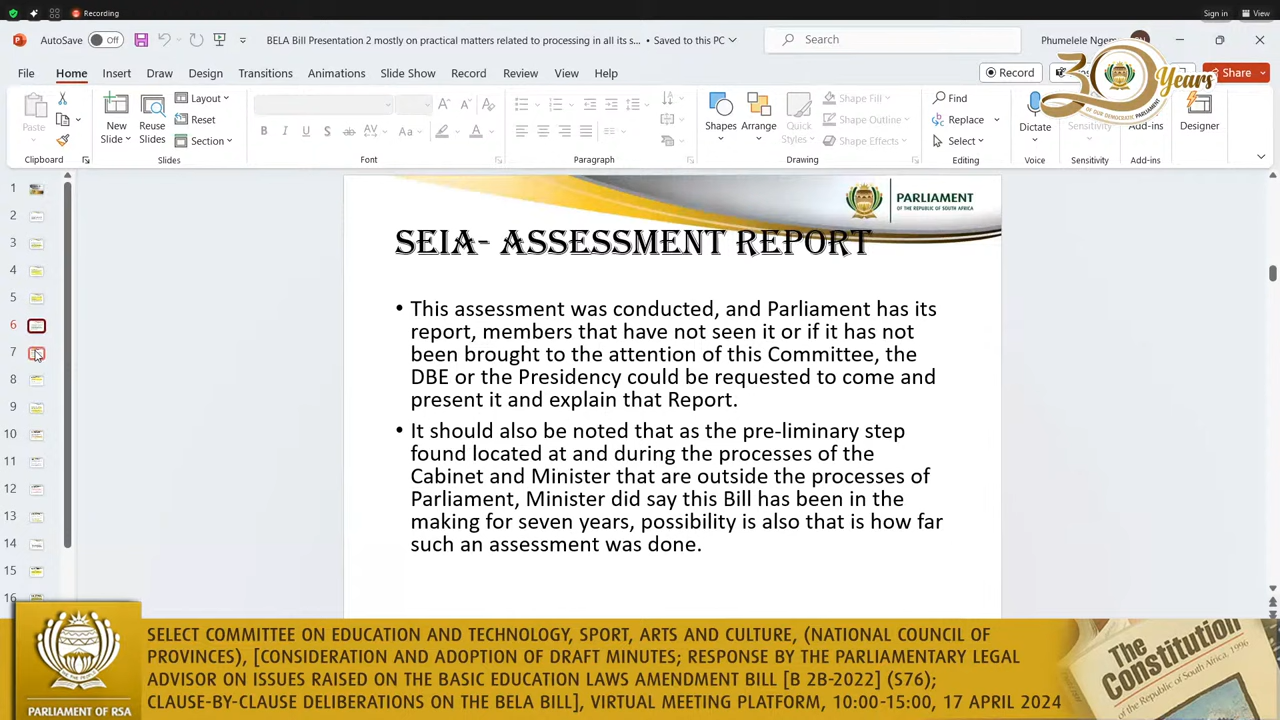 Recording
Sign in
View
AutoSave
Off
BELA Bill Presentation 2 mostly on practical matters related to processing in all its s... • Saved to this PC
Search
Phumelele Ngem
File
Home
Insert
Draw
Design
Transitions
Animations
Slide Show
Record
Review
View
Help
Record
Share
30 Years
OF OUR DEMOCRATIC PARLIAMENT
Paste
New Slide
Reuse Slides
Layout
Reset
Section
Shapes
Arrange
Quick Styles
Shape Fill
Shape Outline
Shape Effects
Find
Replace
Select
Dictate
Sensitivity
Add-ins
Designer
Clipboard
Slides
Font
Paragraph
Drawing
Editing
Voice
Sensitivity
Add-ins
1
2
3
4
5
6
7
8
9
10
11
12
13
14
15
16
PARLIAMENT
OF THE REPUBLIC OF SOUTH AFRICA
SEIA- ASSESSMENT REPORT
• This assessment was conducted, and Parliament has its
report, members that have not seen it or if it has not
been brought to the attention of this Committee, the
DBE or the Presidency could be requested to come and
present it and explain that Report.
• It should also be noted that as the pre-liminary step
found located at and during the processes of the
Cabinet and Minister that are outside the processes of
Parliament, Minister did say this Bill has been in the
making for seven years, possibility is also that is how far
such an assessment was done.
PARLIAMENT OF RSA
SELECT COMMITTEE ON EDUCATION AND TECHNOLOGY, SPORT, ARTS AND CULTURE, (NATIONAL COUNCIL OF
PROVINCES), [CONSIDERATION AND ADOPTION OF DRAFT MINUTES; RESPONSE BY THE PARLIAMENTARY LEGAL
ADVISOR ON ISSUES RAISED ON THE BASIC EDUCATION LAWS AMENDMENT BILL [B 2B-2022] (S76);
CLAUSE-BY-CLAUSE DELIBERATIONS ON THE BELA BILL], VIRTUAL MEETING PLATFORM, 10:00-15:00, 17 APRIL 2024
The
Constitution
of the Republic of South Africa, 1996